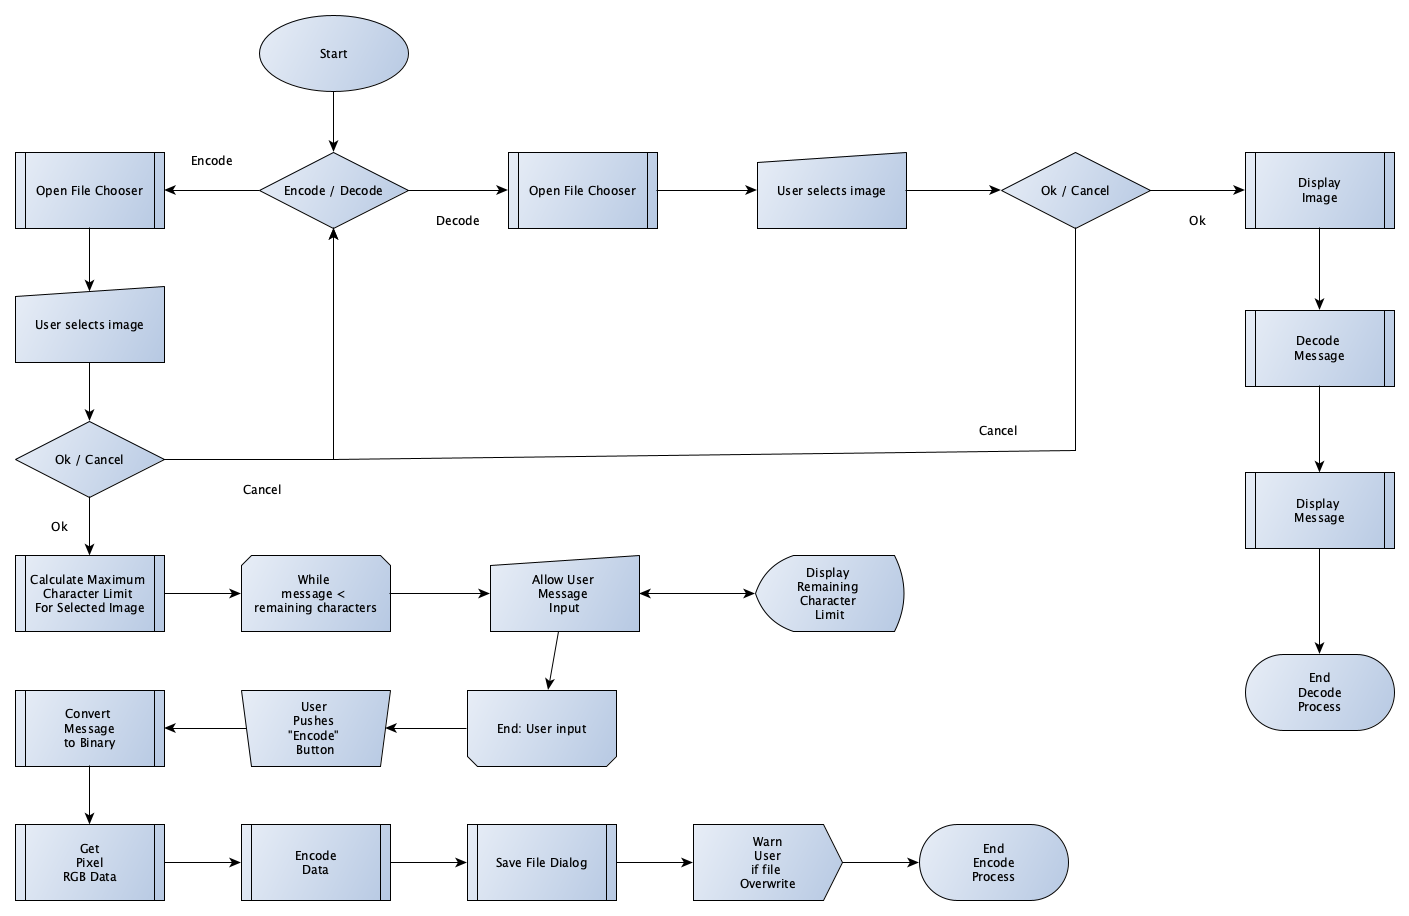 Start
Encode
Open File Chooser
Encode / Decode
Decode
Open File Chooser
User selects image
Ok / Cancel
Ok
Display
Image
User selects image
Decode
Message
Ok / Cancel
Cancel
Cancel
Ok
Display
Message
Calculate Maximum
Character Limit
For Selected Image
While
message <
remaining characters
Allow User
Message
Input
Display
Remaining
Character
Limit
End
Decode
Process
Convert
Message
to Binary
User
Pushes
"Encode"
Button
End: User input
Get
Pixel
RGB Data
Encode
Data
Save File Dialog
Warn
User
if file
Overwrite
End
Encode
Process